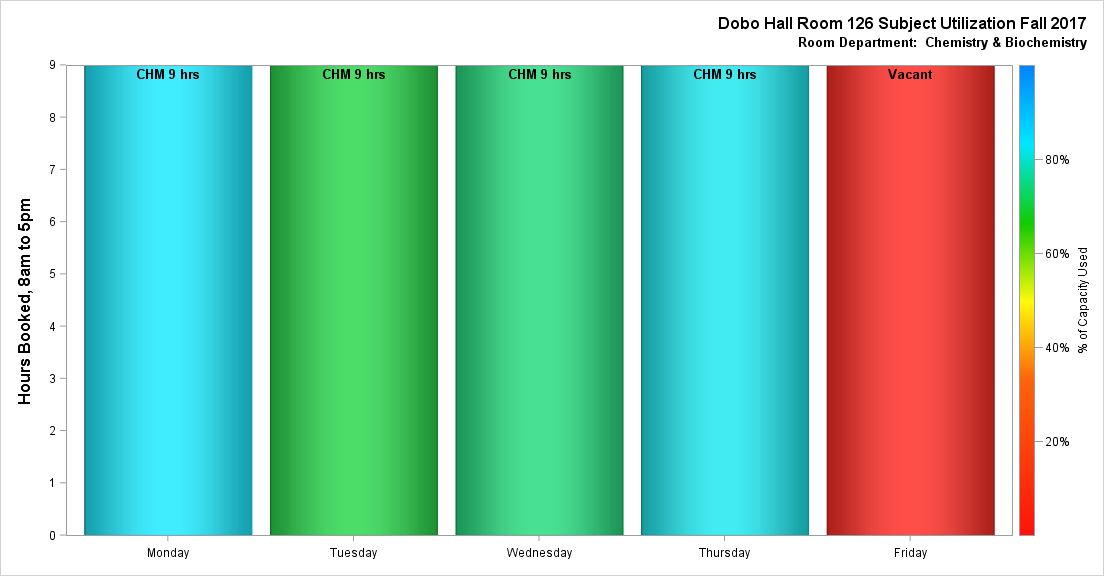 Dobo Hall Room 126 Subject Utilization Fall 2017
Room Department:  Chemistry & Biochemistry
Hours Booked, 8am to 5pm
9
8
7
6
5
4
3
2
1
0
CHM 9 hrs
CHM 9 hrs
CHM 9 hrs
CHM 9 hrs
Vacant
Monday
Tuesday
Wednesday
Thursday
Friday
80%
60%
40%
20%
% of Capacity Used